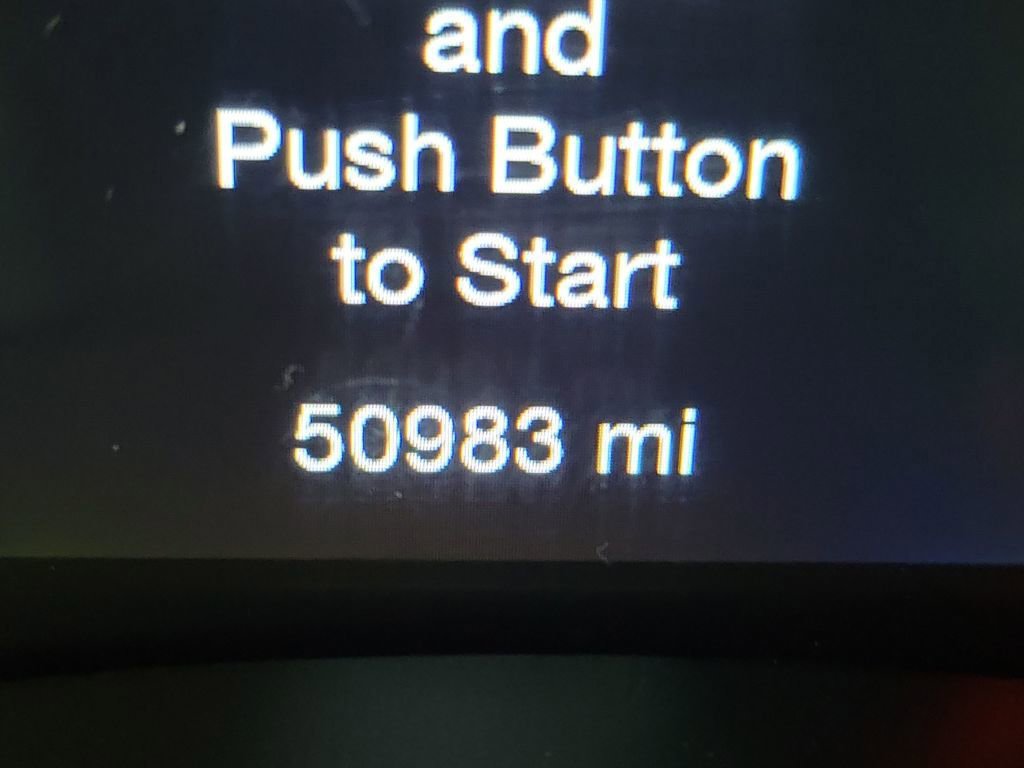 and
Push Button
to Start
50983 mi